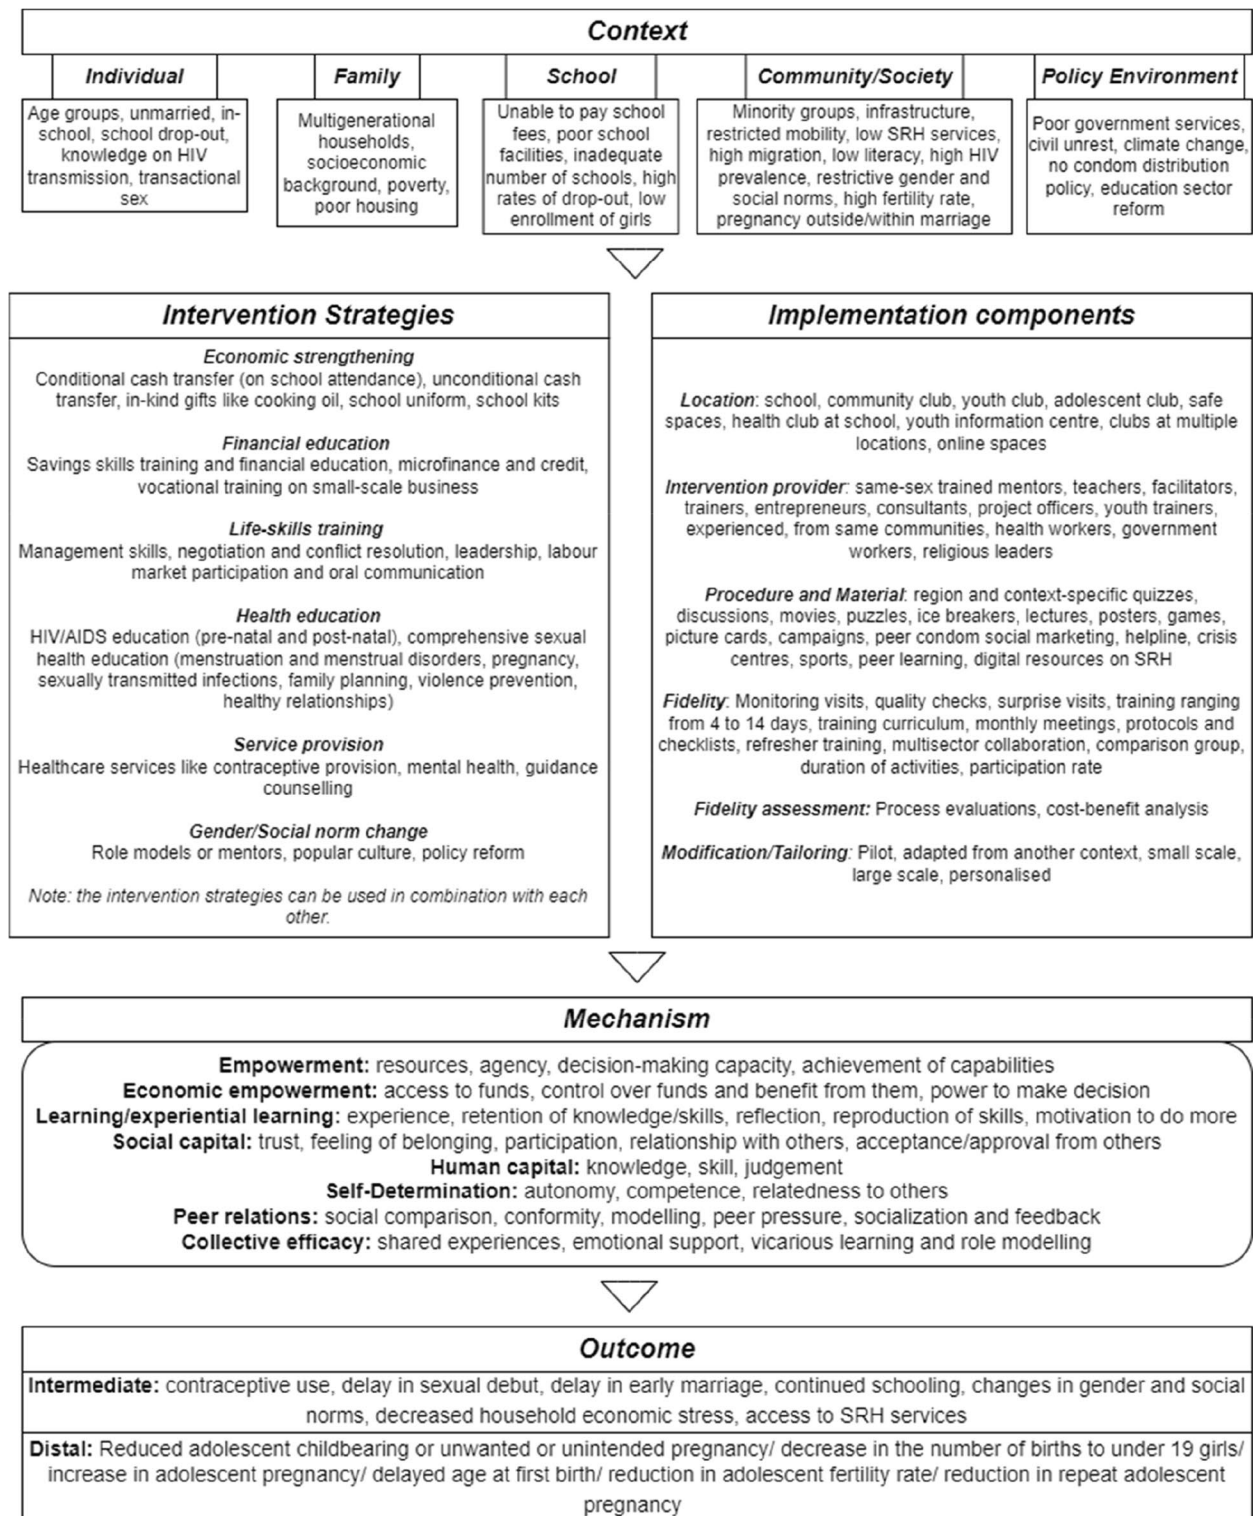 Context
Individual
Age groups, unmarried, in-
school, school drop-out,
knowledge on HIV
transmission, transactional
sex
Family
Multigenerational
households,
socioeconomic
background, poverty,
poor housing
School
Unable to pay school
fees, poor school
facilities, inadequate
number of schools, high
rates of drop-out, low
enrollment of girls
Community/Society
Minority groups, infrastructure,
restricted mobility, low SRH services,
high migration, low literacy, high HIV
prevalence, restrictive gender and
social norms, high fertility rate,
pregnancy outside/within marriage
Policy Environment
Poor government services,
civil unrest, climate change,
no condom distribution
policy, education sector
reform
Intervention Strategies
Economic strengthening
Conditional cash transfer (on school attendance), unconditional cash
transfer, in-kind gifts like cooking oil, school uniform, school kits
Financial education
Savings skills training and financial education, microfinance and credit,
vocational training on small-scale business
Life-skills training
Management skills, negotiation and conflict resolution, leadership, labour
market participation and oral communication
Health education
HIV/AIDS education (pre-natal and post-natal), comprehensive sexual
health education (menstruation and menstrual disorders, pregnancy,
sexually transmitted infections, family planning, violence prevention,
healthy relationships)
Service provision
Healthcare services like contraceptive provision, mental health, guidance
counselling
Gender/Social norm change
Role models or mentors, popular culture, policy reform
Note: the intervention strategies can be used in combination with each
other.
Implementation components
Location: school, community club, youth club, adolescent club, safe
spaces, health club at school, youth information centre, clubs at multiple
locations, online spaces
Intervention provider: same-sex trained mentors, teachers, facilitators,
trainers, entrepreneurs, consultants, project officers, youth trainers,
experienced, from same communities, health workers, government
workers, religious leaders
Procedure and Material: region and context-specific quizzes,
discussions, movies, puzzles, ice breakers, lectures, posters, games,
picture cards, campaigns, peer condom social marketing, helpline, crisis
centres, sports, peer learning, digital resources on SRH
Fidelity: Monitoring visits, quality checks, surprise visits, training ranging
from 4 to 14 days, training curriculum, monthly meetings, protocols and
checklists, refresher training, multisector collaboration, comparison group,
duration of activities, participation rate
Fidelity assessment: Process evaluations, cost-benefit analysis
Modification/Tailoring: Pilot, adapted from another context, small scale,
large scale, personalised
Mechanism
Empowerment: resources, agency, decision-making capacity, achievement of capabilities
Economic empowerment: access to funds, control over funds and benefit from them, power to make decision
Learning/experiential learning: experience, retention of knowledge/skills, reflection, reproduction of skills, motivation to do more
Social capital: trust, feeling of belonging, participation, relationship with others, acceptance/approval from others
Human capital: knowledge, skill, judgement
Self-Determination: autonomy, competence, relatedness to others
Peer relations: social comparison, conformity, modelling, peer pressure, socialization and feedback
Collective efficacy: shared experiences, emotional support, vicarious learning and role modelling
Outcome
Intermediate: contraceptive use, delay in sexual debut, delay in early marriage, continued schooling, changes in gender and social
norms, decreased household economic stress, access to SRH services
Distal: Reduced adolescent childbearing or unwanted or unintended pregnancy/ decrease in the number of births to under 19 girls/
increase in adolescent pregnancy/ delayed age at first birth/ reduction in adolescent fertility rate/ reduction in repeat adolescent
pregnancy